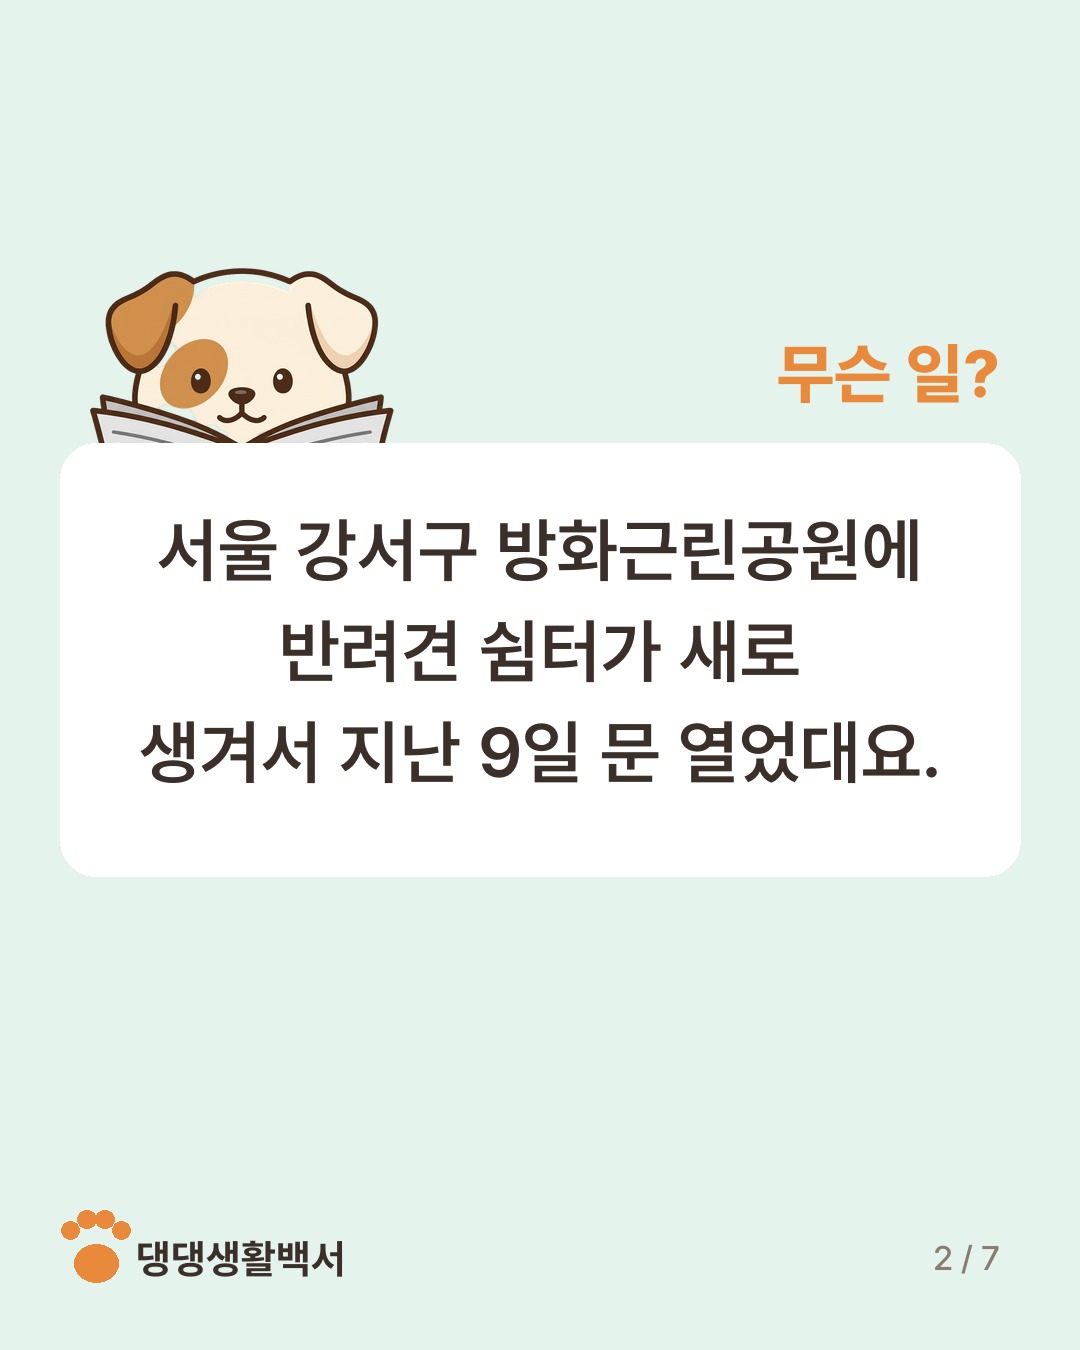 무슨 일?
서울 강서구 방화근린공원에
반려견 쉼터가 새로
생겨서 지난 9일 문 열었대요.
댕댕생활백서
2 / 7